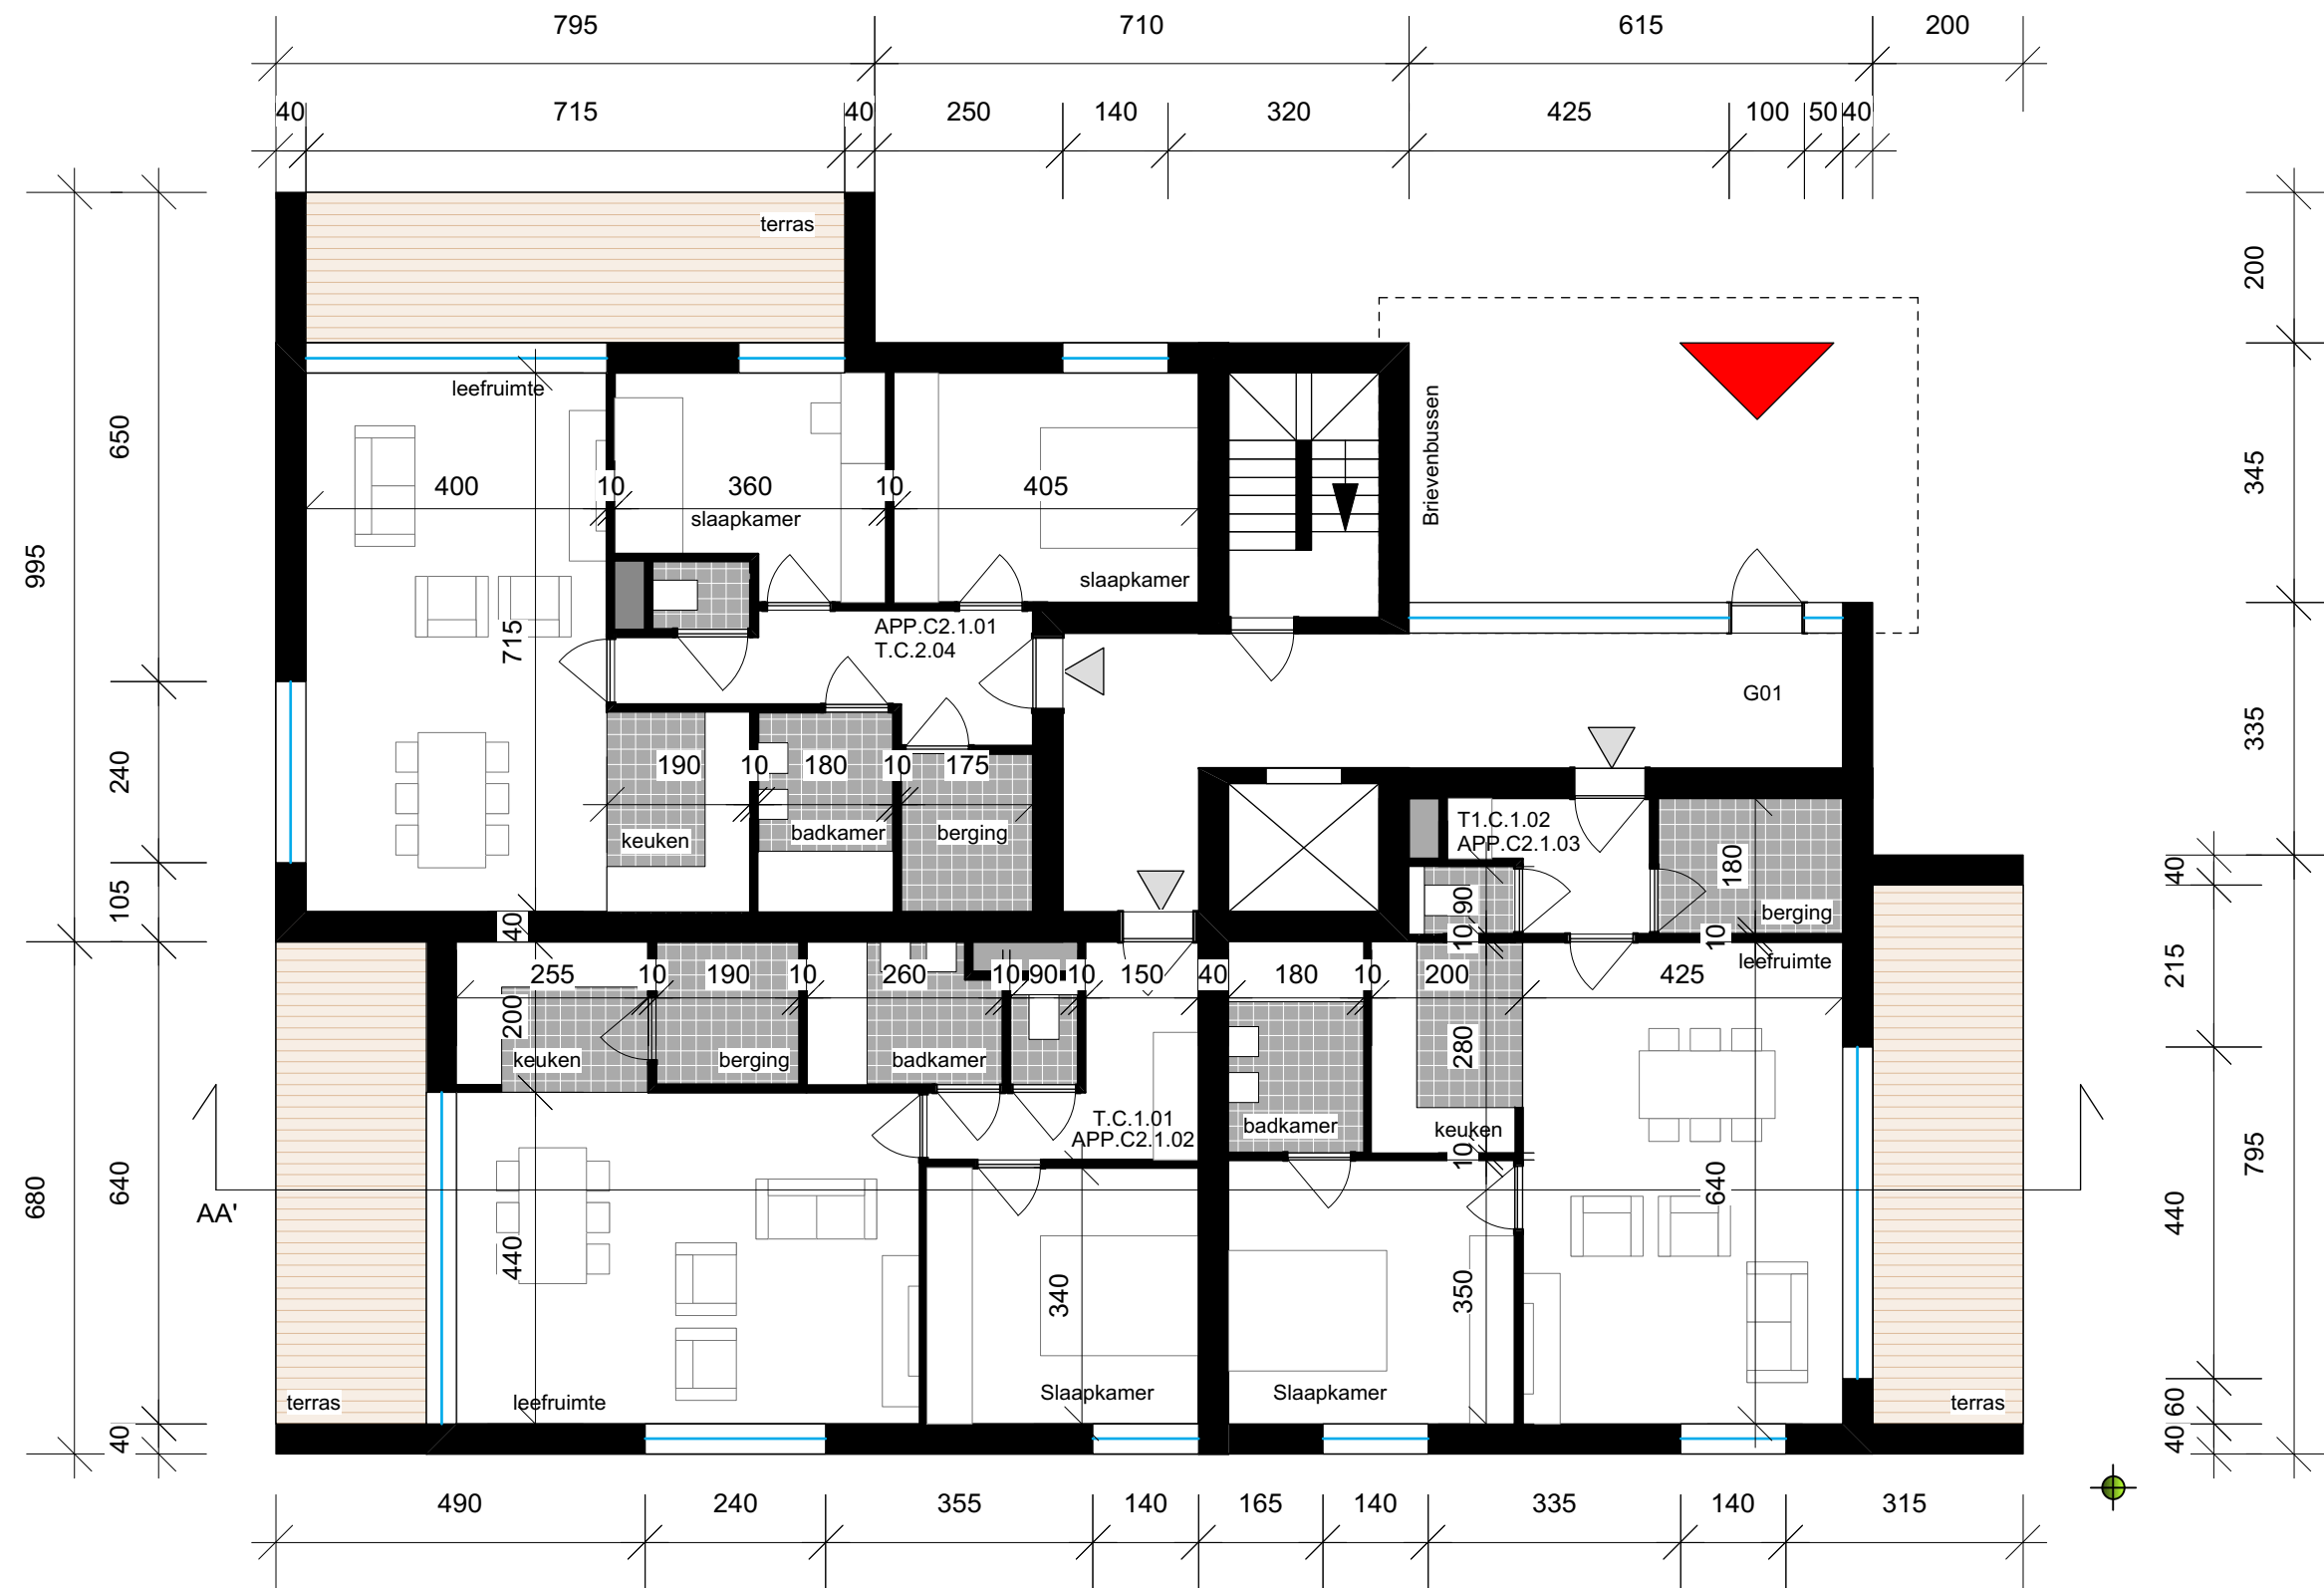 795 710 615 200
40 715 40 250 140 320 425 100 50 40
terras
200
leefruimte
Brievenbussen
650
345
400 10 360 10 405
slaapkamer
slaapkamer
995
715
APP.C2.1.01
T.C.2.04
G01
335
240
190 10 180 10 175
keuken
badkamer
berging
T1.C.1.02
APP.C2.1.03
180
40
105
90
berging
40
10
10
leefruimte
255 10 190 10 260 10 90 10 150 40 180 10 200 425
215
200
280
keuken
berging
badkamer
T.C.1.01
APP.C2.1.02
badkamer
keuken
10
680
640
640
795
AA'
440
440
340
350
terras
leefruimte
Slaapkamer
Slaapkamer
terras
60
40
40
490 240 355 140 165 140 335 140 315